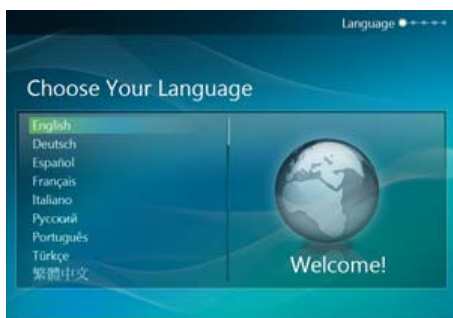 Language
Choose Your Language
English
Deutsch
Español
Français
Italiano
Русский
Português
Türkçe
繁體中文
Welcome!